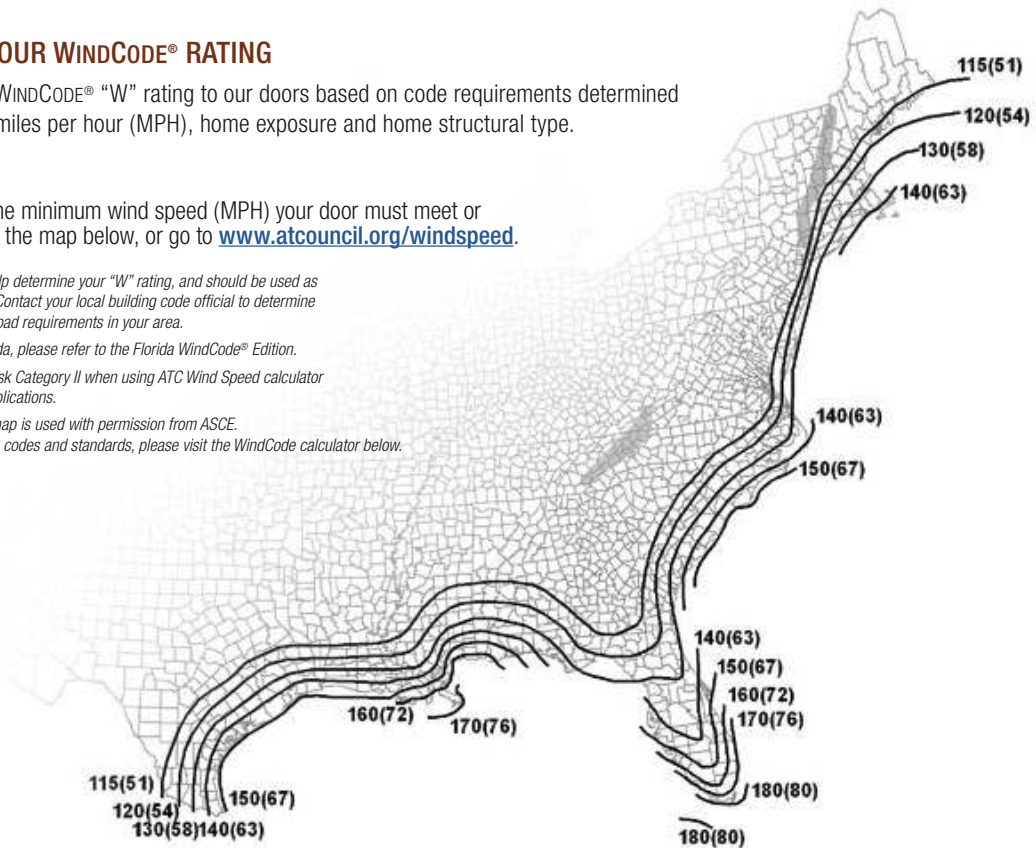 OUR WINDCODE® RATING
WINDCODE® “W” rating to our doors based on code requirements determined
miles per hour (MPH), home exposure and home structural type.
he minimum wind speed (MPH) your door must meet or
the map below, or go to www.atcouncil.org/windspeed.
lp determine your “W” rating, and should be used as
Contact your local building code official to determine
oad requirements in your area.
da, please refer to the Florida WindCode® Edition.
sk Category II when using ATC Wind Speed calculator
plications.
map is used with permission from ASCE.
codes and standards, please visit the WindCode calculator below.
115(51)
120(54)
130(58)
140(63)
140(63)
150(67)
140(63)
150(67)
160(72)
170(76)
160(72)
170(76)
115(51)
120(54)
130(58)
140(63)
150(67)
180(80)
180(80)